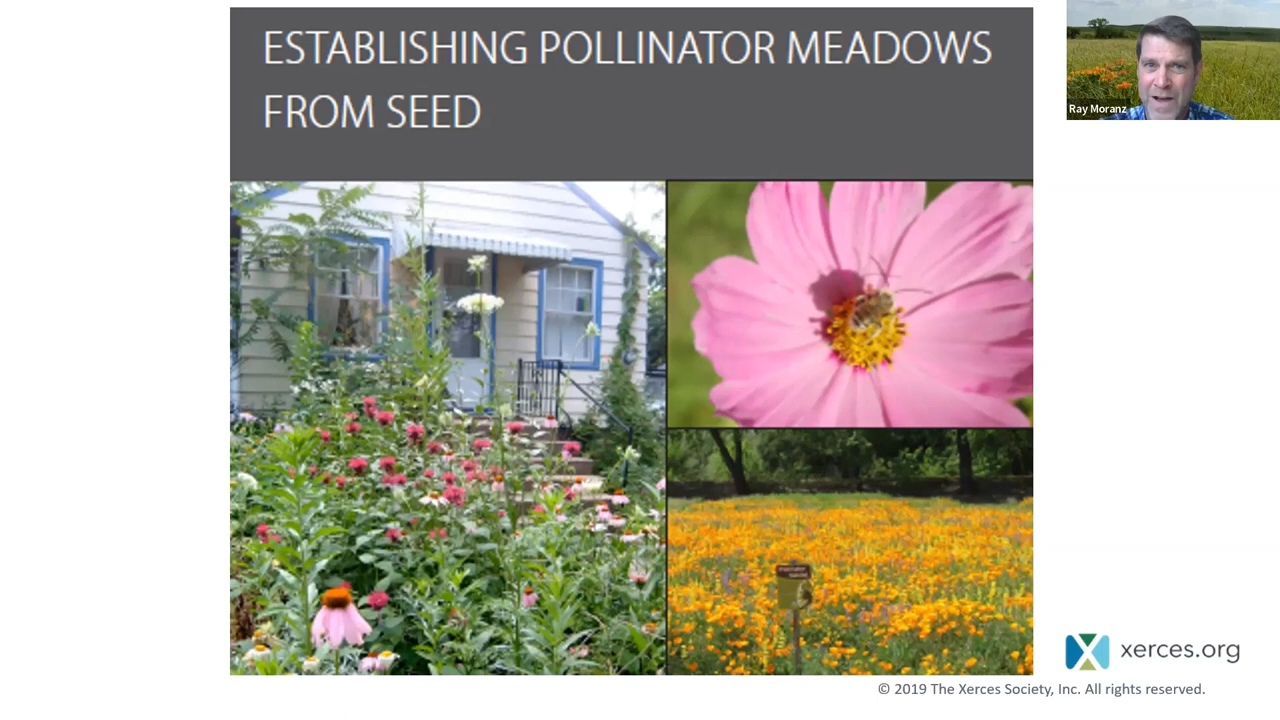 ESTABLISHING POLLINATOR MEADOWS
FROM SEED
Ray Moranz
xerces.org
© 2019 The Xerces Society, Inc. All rights reserved.